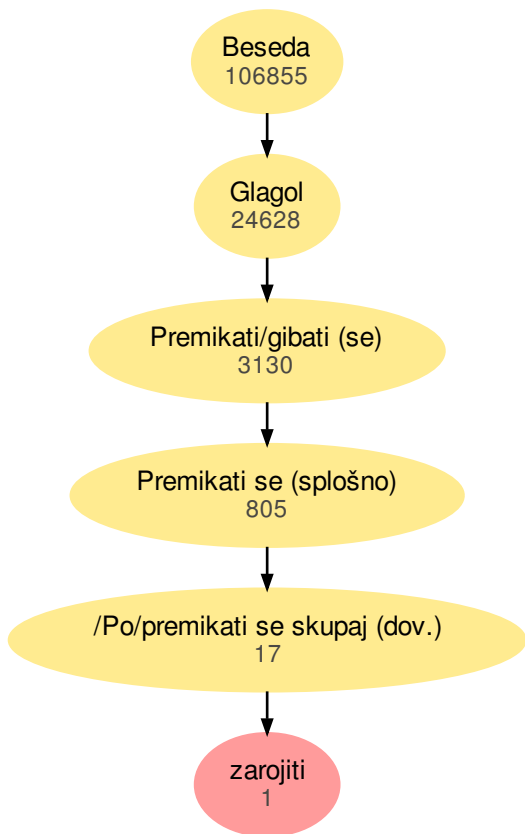 Beseda
106855
Glagol
24628
Premikati/gibati (se)
3130
Premikati se (splošno)
805
/Po/premikati se skupaj (dov.)
17
zarojiti
1